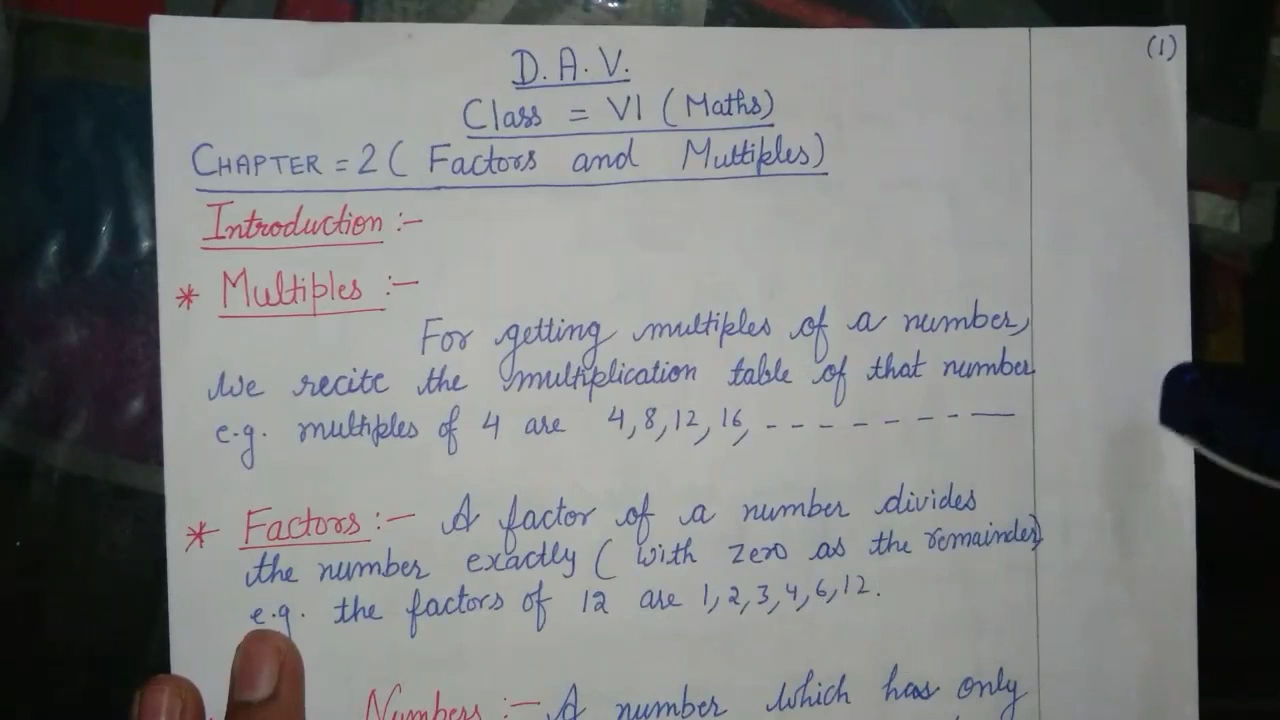 (1)
D. A. V.
Class = VI (Maths)
CHAPTER = 2 ( Factors and Multiples)
Introduction :-
* Multiples :-
For getting multiples of a number,
we recite the multiplication table of that number
e.g. multiples of 4 are 4, 8, 12, 16, - - - - - - - -
* Factors :- A factor of a number divides
the number exactly ( with zero as the remainder)
e.g. the factors of 12 are 1, 2, 3, 4, 6, 12.
Numbers :- A number which has only